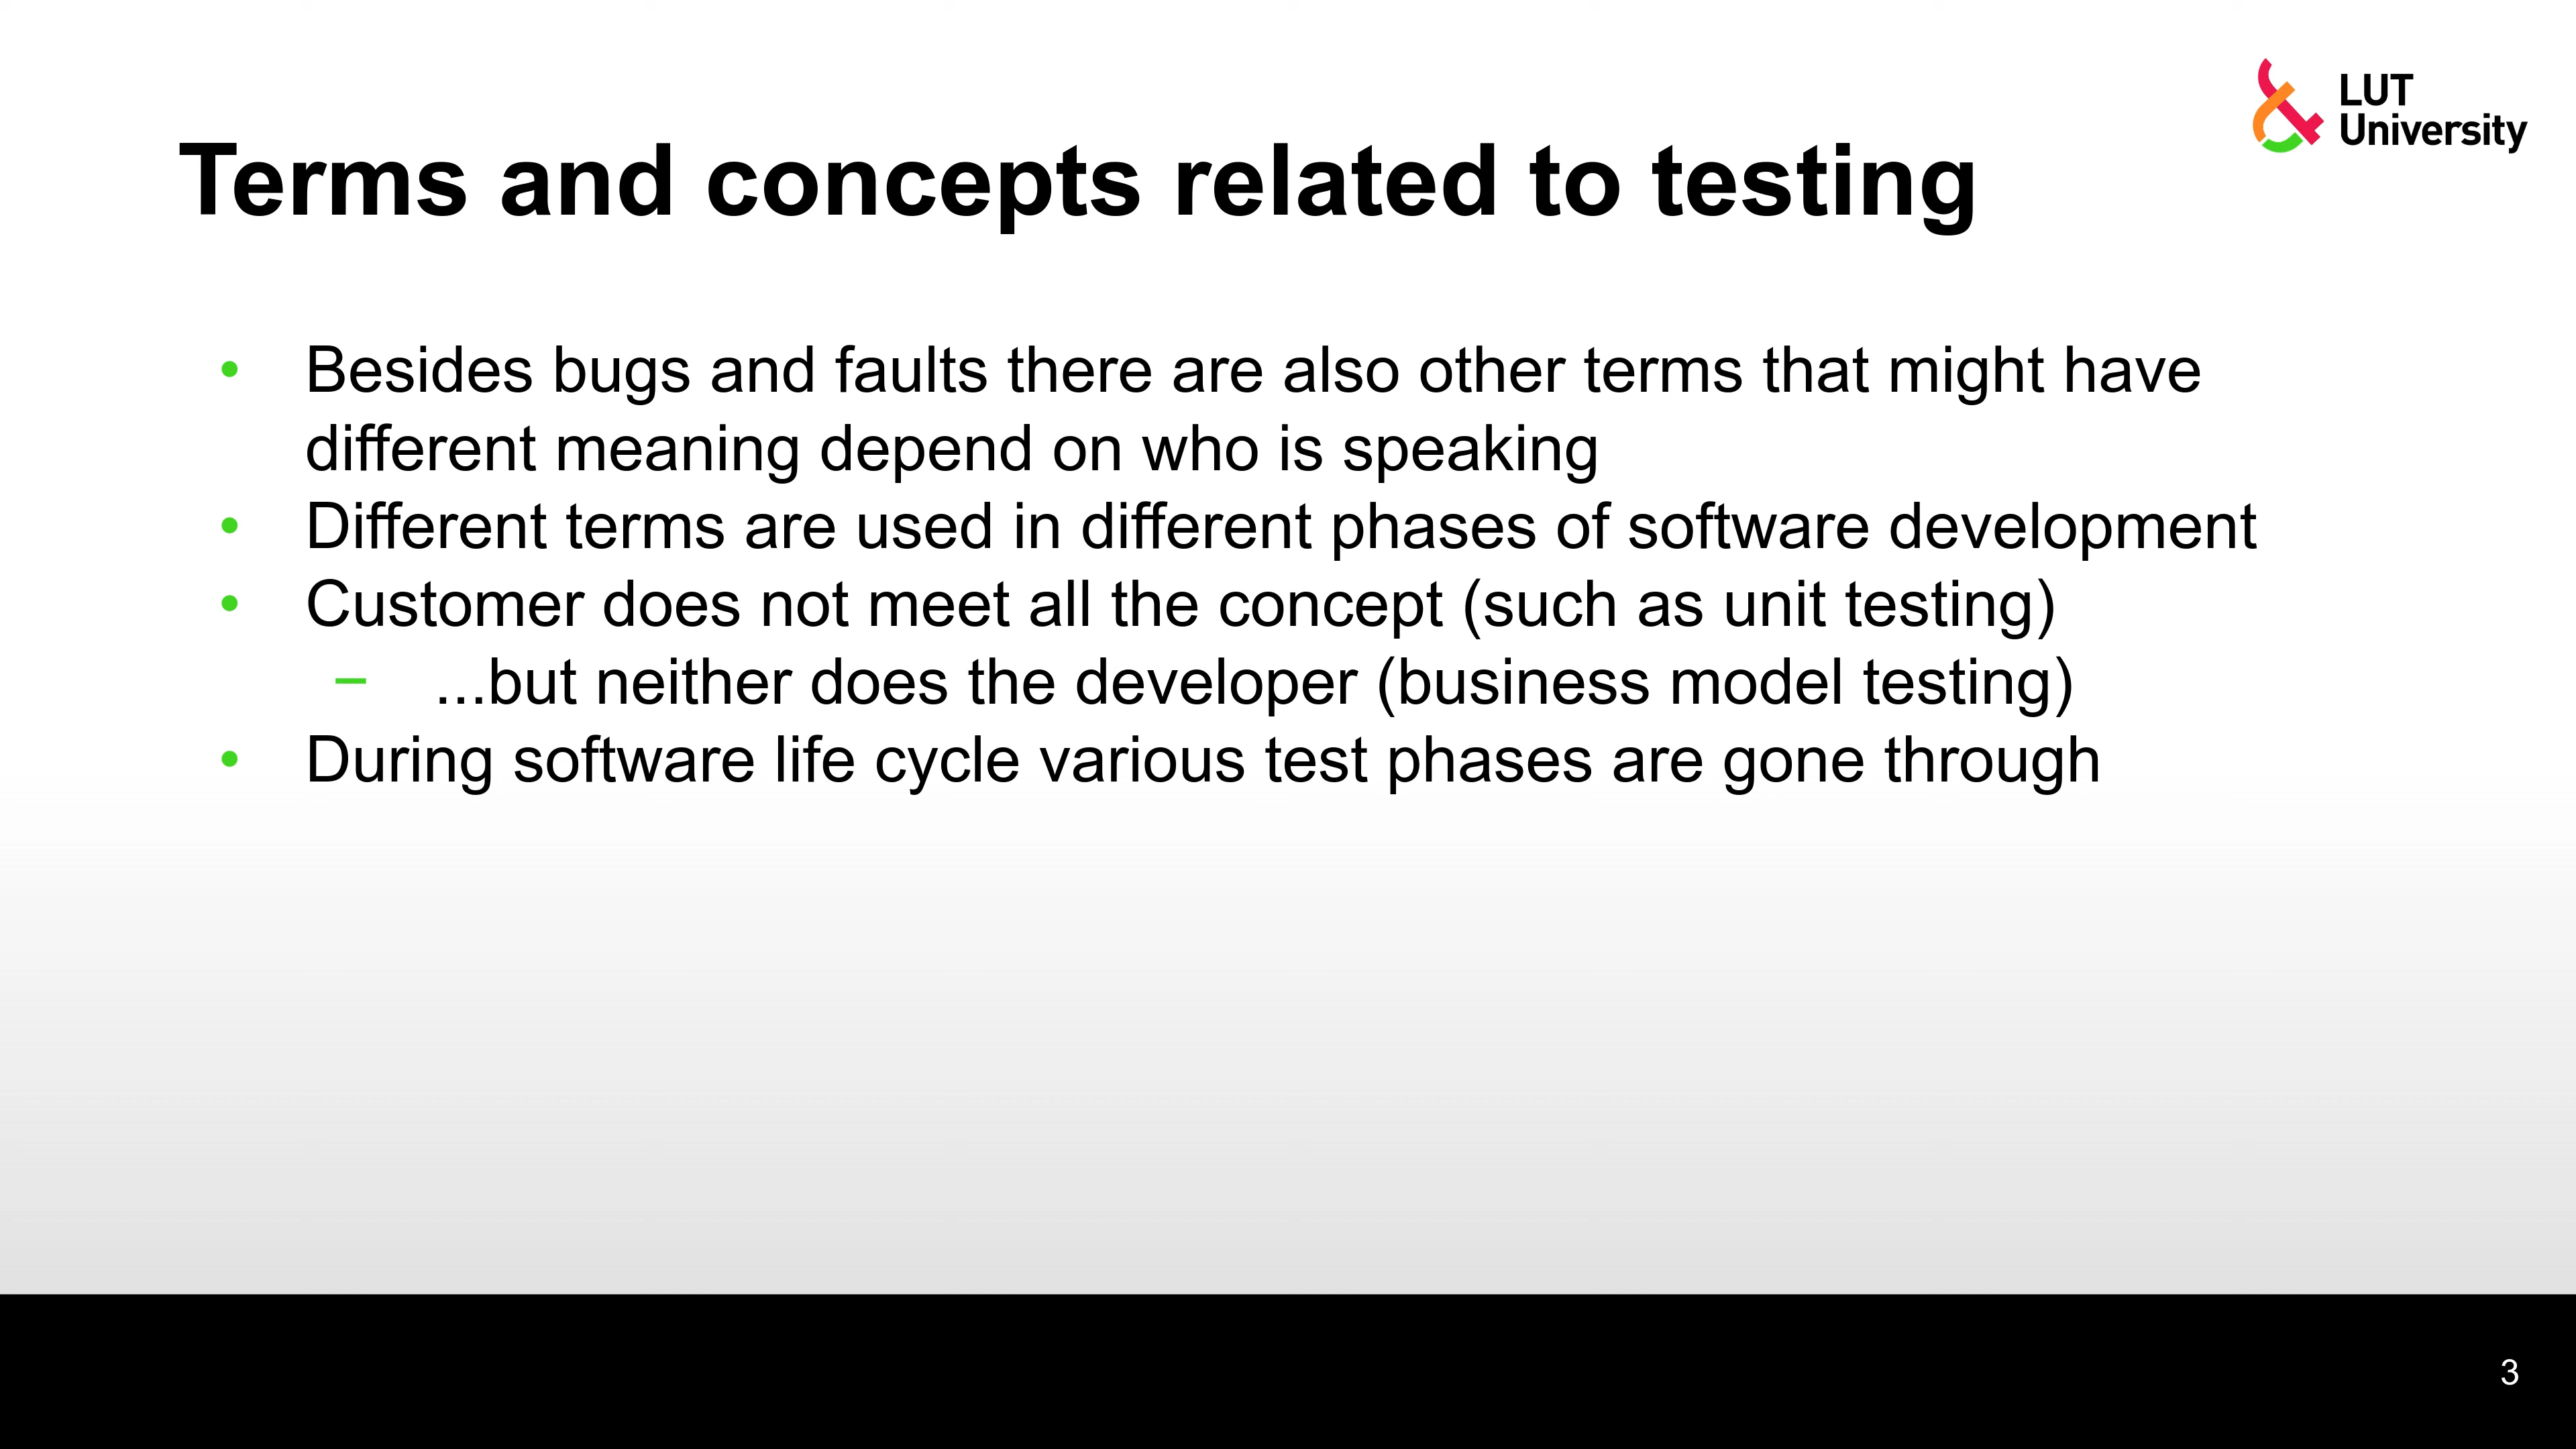 LUT
University
Terms and concepts related to testing
• Besides bugs and faults there are also other terms that might have
different meaning depend on who is speaking
• Different terms are used in different phases of software development
• Customer does not meet all the concept (such as unit testing)
– ...but neither does the developer (business model testing)
• During software life cycle various test phases are gone through
3